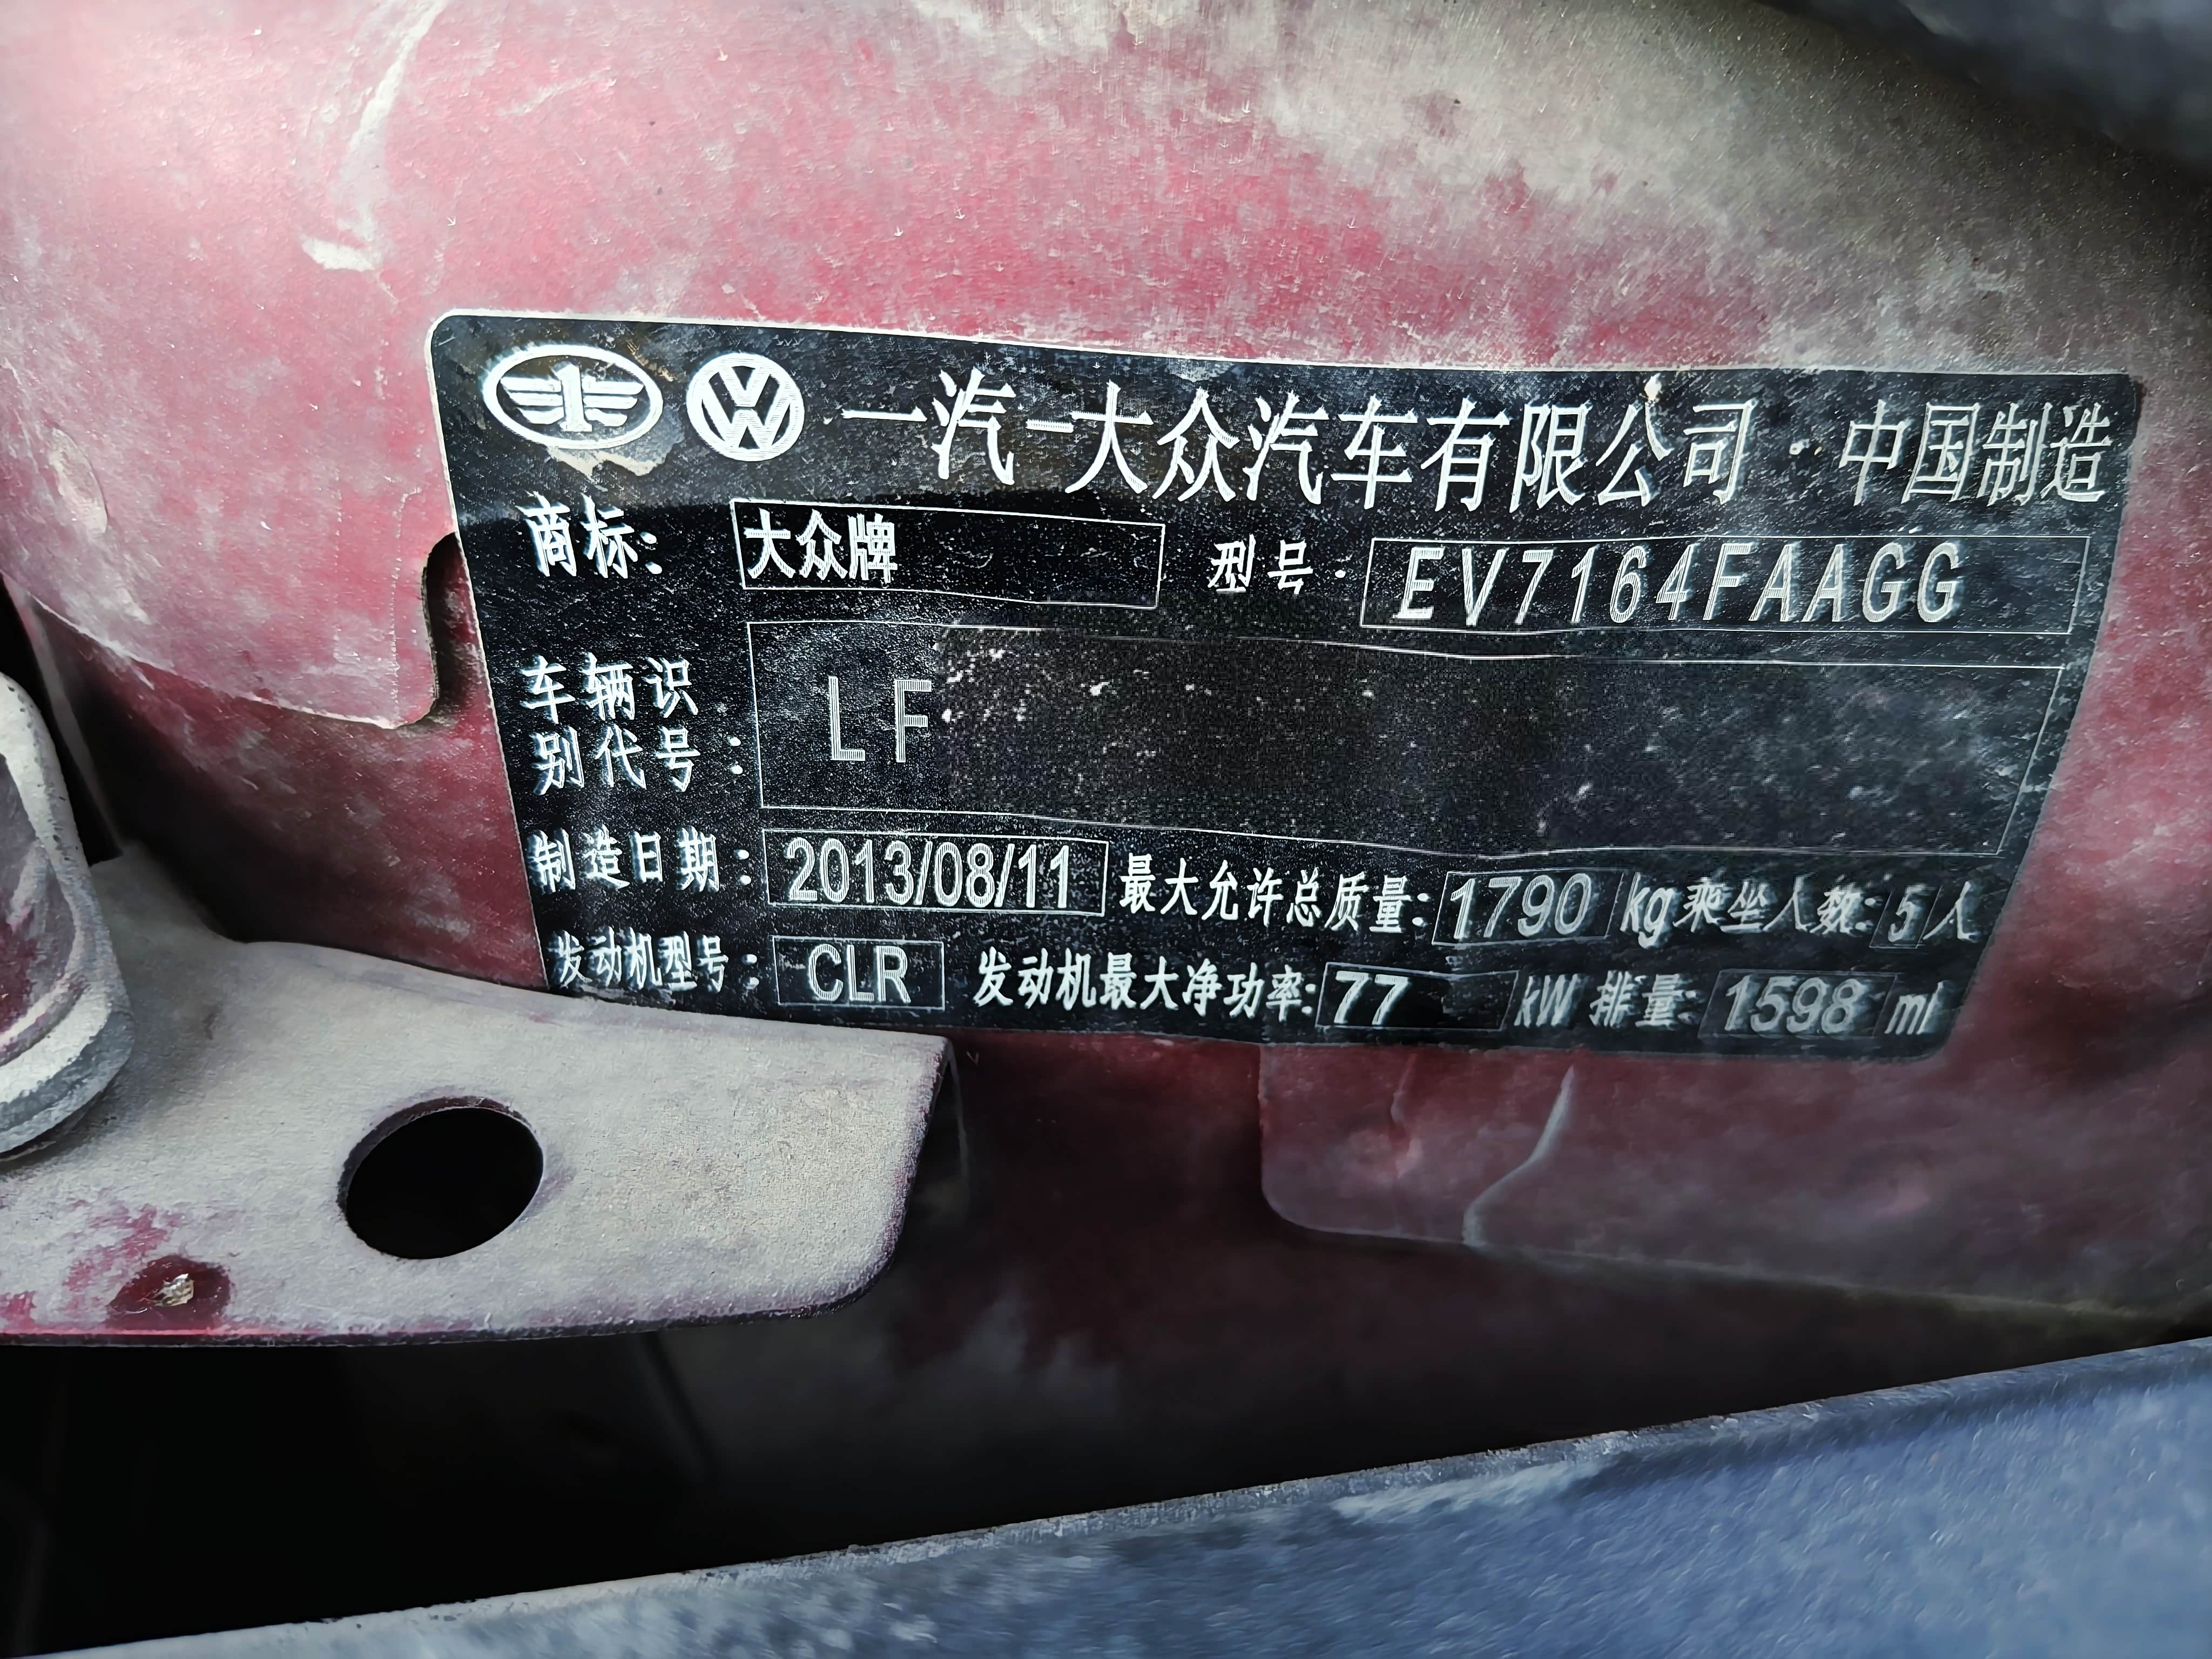 一汽-大众汽车有限公司·中国制造
商标: 大众牌 型号: EV7164FAAGG
车辆识
别代号: LF
制造日期: 2013/08/11 最大允许总质量: 1790 kg 乘坐人数: 5 人
发动机型号: CLR 发动机最大净功率: 77 kW 排量: 1598 ml